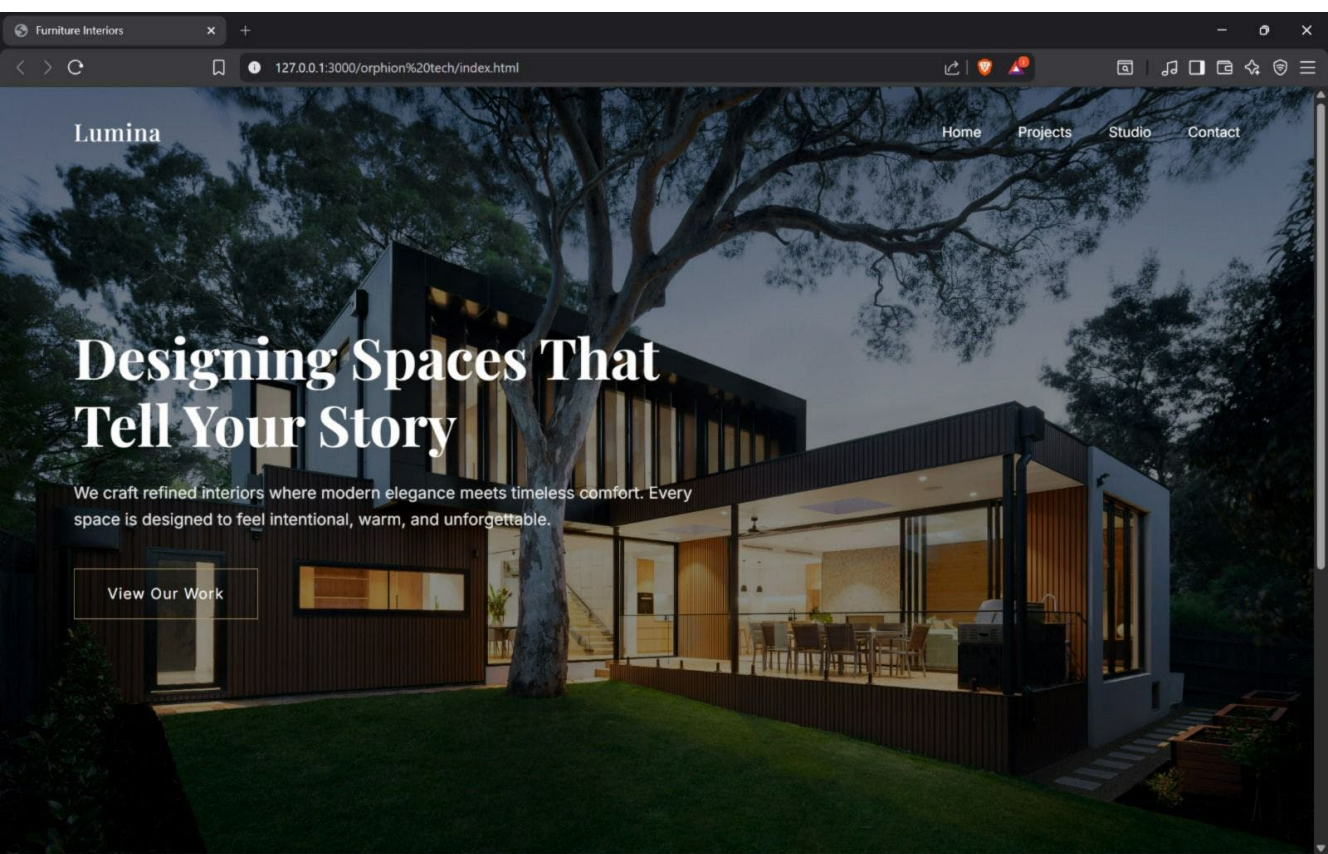 Furniture Interiors
127.0.0.1:3000/orphion%20tech/index.html
Lumina
Home Projects Studio Contact
Designing Spaces That
Tell Your Story
We craft refined interiors where modern elegance meets timeless comfort. Every
space is designed to feel intentional, warm, and unforgettable.
View Our Work